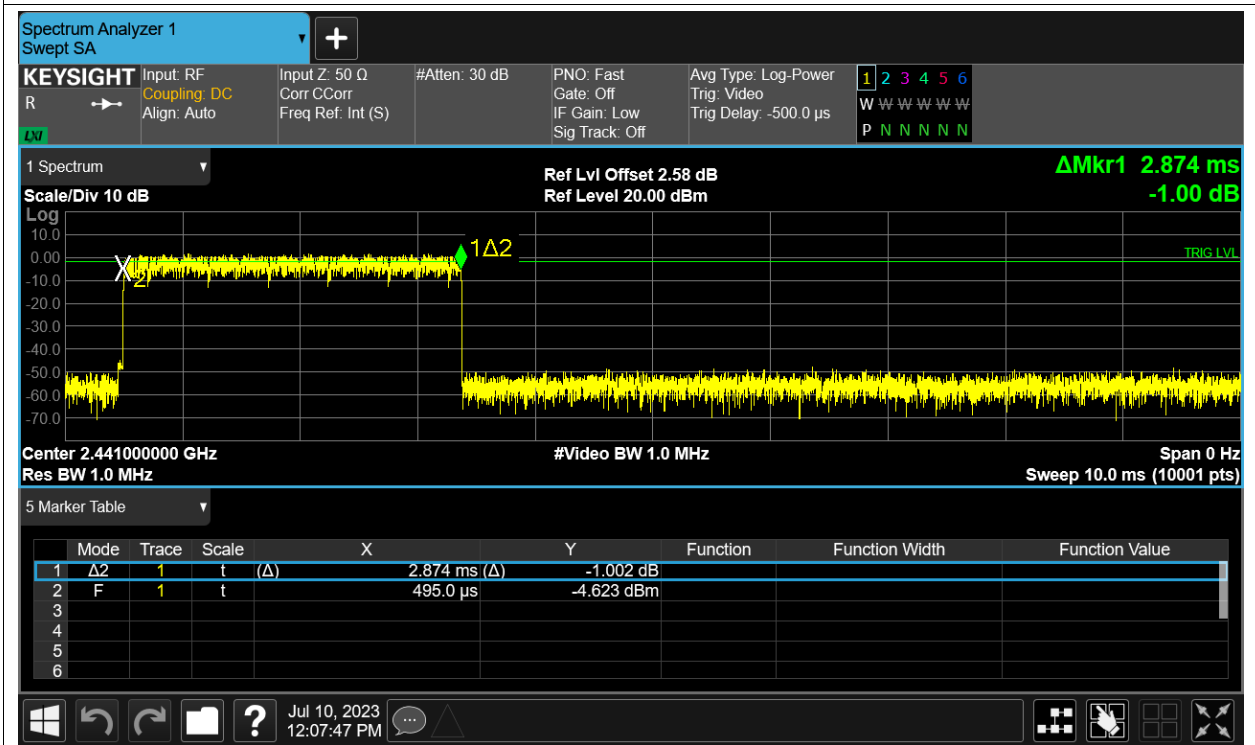 Spectrum Analyzer 1
Swept SA
+
KEYSIGHT Input: RF Input Z: 50 Ω #Atten: 30 dB PNO: Fast Avg Type: Log-Power 1 2 3 4 5 6
R Coupling: DC Corr CCorr Gate: Off Trig: Video W W W W W W
Align: Auto Freq Ref: Int (S) IF Gain: Low Trig Delay: -500.0 µs P N N N N N
LXI Sig Track: Off
1 Spectrum Ref Lvl Offset 2.58 dB ΔMkr1 2.874 ms
Scale/Div 10 dB Ref Level 20.00 dBm -1.00 dB
Log
10.0
1Δ2
0.00 TRIG LVL
X2
-10.0
-20.0
-30.0
-40.0
-50.0
-60.0
-70.0
Center 2.441000000 GHz #Video BW 1.0 MHz Span 0 Hz
Res BW 1.0 MHz Sweep 10.0 ms (10001 pts)
5 Marker Table
Mode Trace Scale X Y Function Function Width Function Value
1 Δ2 1 t (Δ) 2.874 ms (Δ) -1.002 dB
2 F 1 t 495.0 µs -4.623 dBm
3
4
5
6
? Jul 10, 2023
12:07:47 PM